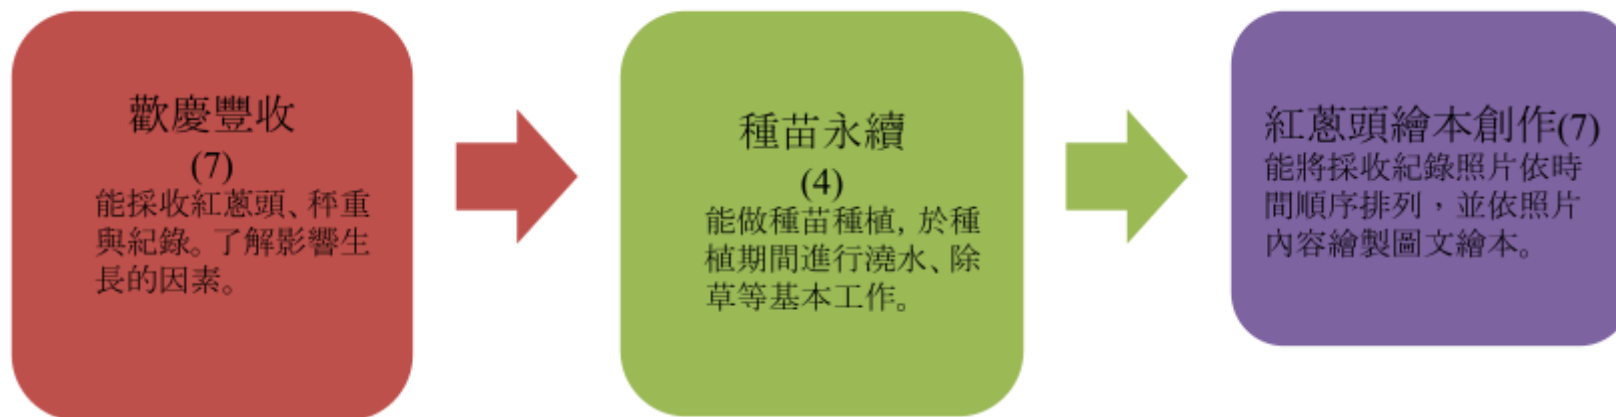 歡慶豐收
(7)
能採收紅蔥頭、秤重
與紀錄。了解影響生
長的因素。
種苗永續
(4)
能做種苗種植，於種
植期間進行澆水、除
草等基本工作。
紅蔥頭繪本創作(7)
能將採收紀錄照片依時
間順序排列，並依照片
內容繪製圖文繪本。